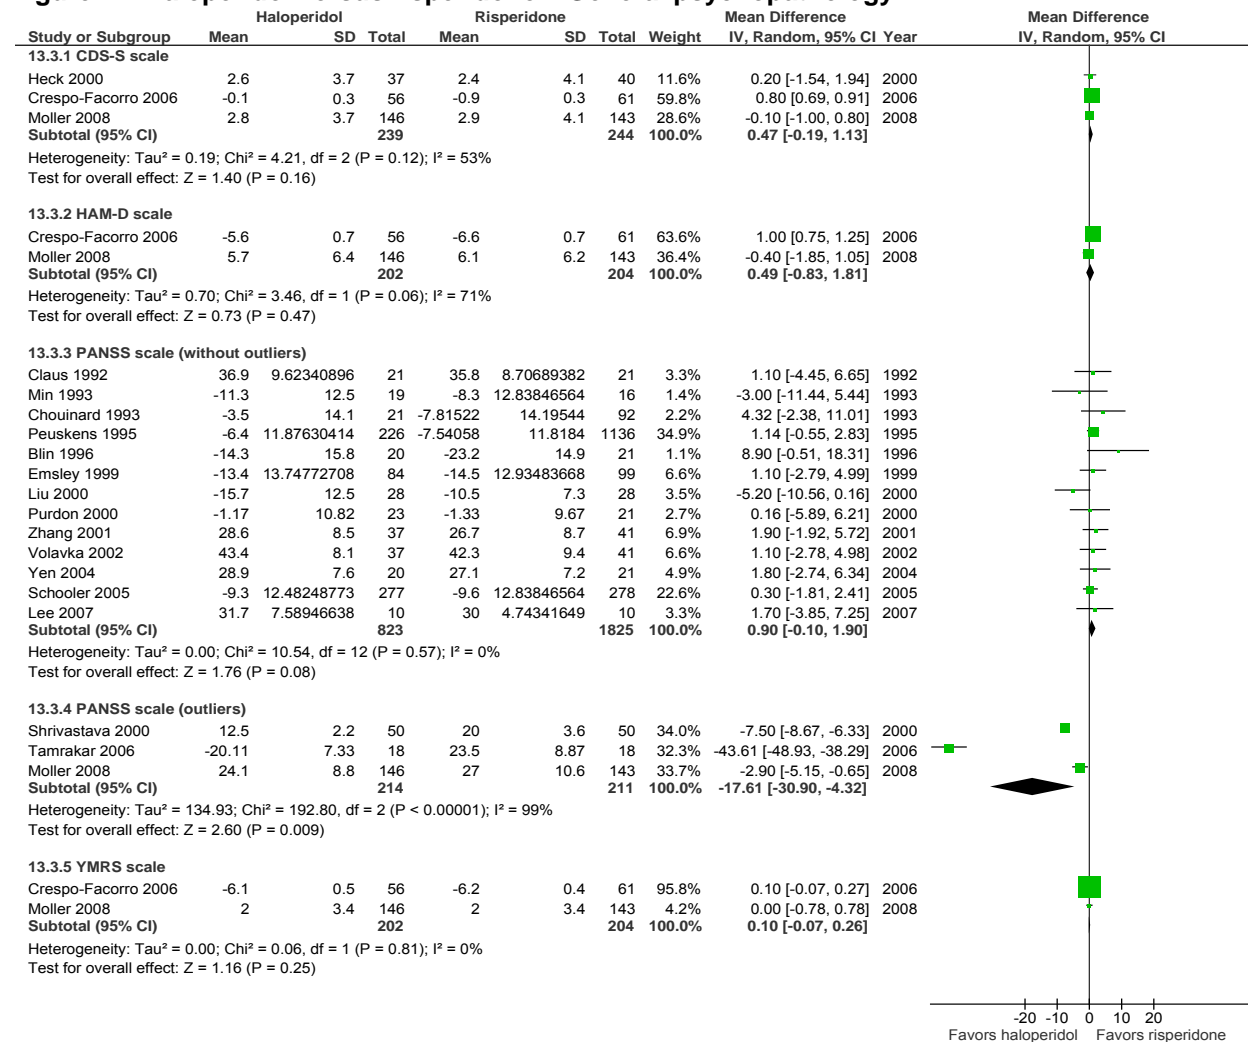 Haloperidol Risperidone Mean Difference Mean Difference
Study or Subgroup Mean SD Total Mean SD Total Weight IV, Random, 95% CI Year IV, Random, 95% CI
13.3.1 CDS-S scale
Heck 2000 2.6 3.7 37 2.4 4.1 40 11.6% 0.20 [-1.54, 1.94] 2000
Crespo-Facorro 2006 -0.1 0.3 56 -0.9 0.3 61 59.8% 0.80 [0.69, 0.91] 2006
Moller 2008 2.8 3.7 146 2.9 4.1 143 28.6% -0.10 [-1.00, 0.80] 2008
Subtotal (95% CI) 239 244 100.0% 0.47 [-0.19, 1.13]
Heterogeneity: Tau² = 0.19; Chi² = 4.21, df = 2 (P = 0.12); I² = 53%
Test for overall effect: Z = 1.40 (P = 0.16)
13.3.2 HAM-D scale
Crespo-Facorro 2006 -5.6 0.7 56 -6.6 0.7 61 63.6% 1.00 [0.75, 1.25] 2006
Moller 2008 5.7 6.4 146 6.1 6.2 143 36.4% -0.40 [-1.85, 1.05] 2008
Subtotal (95% CI) 202 204 100.0% 0.49 [-0.83, 1.81]
Heterogeneity: Tau² = 0.70; Chi² = 3.46, df = 1 (P = 0.06); I² = 71%
Test for overall effect: Z = 0.73 (P = 0.47)
13.3.3 PANSS scale (without outliers)
Claus 1992 36.9 9.62340896 21 35.8 8.70689382 21 3.3% 1.10 [-4.45, 6.65] 1992
Min 1993 -11.3 12.5 19 -8.3 12.83846564 16 1.4% -3.00 [-11.44, 5.44] 1993
Chouinard 1993 -3.5 14.1 21 -7.81522 14.19544 92 2.2% 4.32 [-2.38, 11.01] 1993
Peuskens 1995 -6.4 11.87630414 226 -7.54058 11.8184 1136 34.9% 1.14 [-0.55, 2.83] 1995
Blin 1996 -14.3 15.8 20 -23.2 14.9 21 1.1% 8.90 [-0.51, 18.31] 1996
Emsley 1999 -13.4 13.74772708 84 -14.5 12.93483668 99 6.6% 1.10 [-2.79, 4.99] 1999
Liu 2000 -15.7 12.5 28 -10.5 7.3 28 3.5% -5.20 [-10.56, 0.16] 2000
Purdon 2000 -1.17 10.82 23 -1.33 9.67 21 2.7% 0.16 [-5.89, 6.21] 2000
Zhang 2001 28.6 8.5 37 26.7 8.7 41 6.9% 1.90 [-1.92, 5.72] 2001
Volavka 2002 43.4 8.1 37 42.3 9.4 41 6.6% 1.10 [-2.78, 4.98] 2002
Yen 2004 28.9 7.6 20 27.1 7.2 21 4.9% 1.80 [-2.74, 6.34] 2004
Schooler 2005 -9.3 12.48248773 277 -9.6 12.83846564 278 22.6% 0.30 [-1.81, 2.41] 2005
Lee 2007 31.7 7.58946638 10 30 4.74341649 10 3.3% 1.70 [-3.85, 7.25] 2007
Subtotal (95% CI) 823 1825 100.0% 0.90 [-0.10, 1.90]
Heterogeneity: Tau² = 0.00; Chi² = 10.54, df = 12 (P = 0.57); I² = 0%
Test for overall effect: Z = 1.76 (P = 0.08)
13.3.4 PANSS scale (outliers)
Shrivastava 2000 12.5 2.2 50 20 3.6 50 34.0% -7.50 [-8.67, -6.33] 2000
Tamrakar 2006 -20.11 7.33 18 23.5 8.87 18 32.3% -43.61 [-48.93, -38.29] 2006
Moller 2008 24.1 8.8 146 27 10.6 143 33.7% -2.90 [-5.15, -0.65] 2008
Subtotal (95% CI) 214 211 100.0% -17.61 [-30.90, -4.32]
Heterogeneity: Tau² = 134.93; Chi² = 192.80, df = 2 (P < 0.00001); I² = 99%
Test for overall effect: Z = 2.60 (P = 0.009)
13.3.5 YMRS scale
Crespo-Facorro 2006 -6.1 0.5 56 -6.2 0.4 61 95.8% 0.10 [-0.07, 0.27] 2006
Moller 2008 2 3.4 146 2 3.4 143 4.2% 0.00 [-0.78, 0.78] 2008
Subtotal (95% CI) 202 204 100.0% 0.10 [-0.07, 0.26]
Heterogeneity: Tau² = 0.00; Chi² = 0.06, df = 1 (P = 0.81); I² = 0%
Test for overall effect: Z = 1.16 (P = 0.25)
-20 -10 0 10 20
Favors haloperidol Favors risperidone